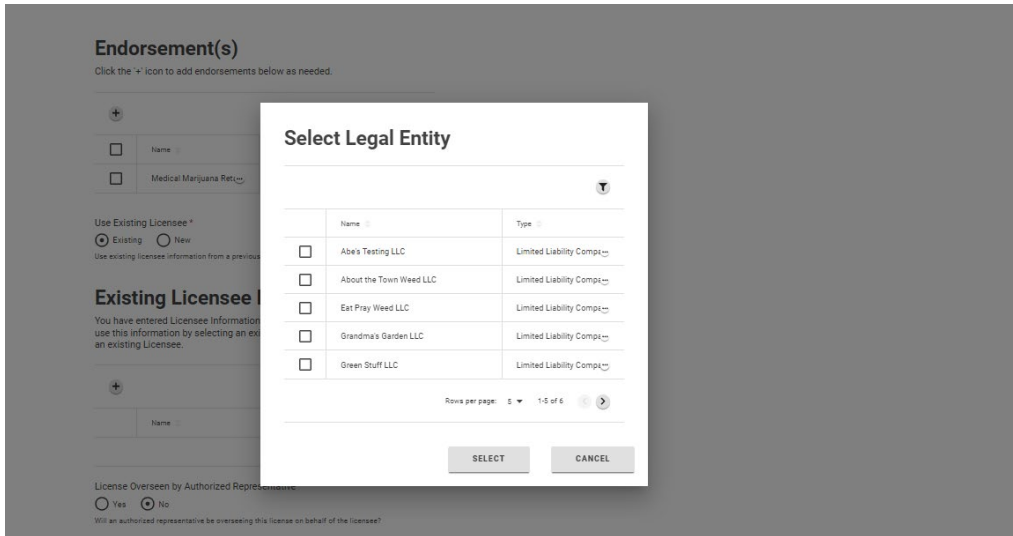 Endorsement(s)
Click the '+' icon to add endorsements below as needed.
Name
Medical Marijuana Reta...
Use Existing Licensee *
Existing New
Use existing licensee information from a previous
Existing Licensee
You have entered Licensee Information
use this information by selecting an
an existing Licensee.
Name
License Overseen by Authorized Representative
Yes No
Will an authorized representative be overseeing this license on behalf of the licensee?
Select Legal Entity
Name Type
Abe's Testing LLC Limited Liability Compa...
About the Town Weed LLC Limited Liability Compa...
Eat Pray Weed LLC Limited Liability Compa...
Grandma's Garden LLC Limited Liability Compa...
Green Stuff LLC Limited Liability Compa...
Rows per page: 5 1-5 of 6
SELECT CANCEL